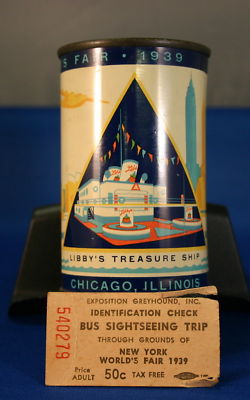 'S FAIR • 1939
LIBBY'S TREASURE SHIP
CHICAGO, ILLINOIS
EXPOSITION GREYHOUND, INC.
IDENTIFICATION CHECK
BUS SIGHTSEEING TRIP
THROUGH GROUNDS OF
NEW YORK
WORLD'S FAIR 1939
Price
ADULT 50c TAX FREE
540279